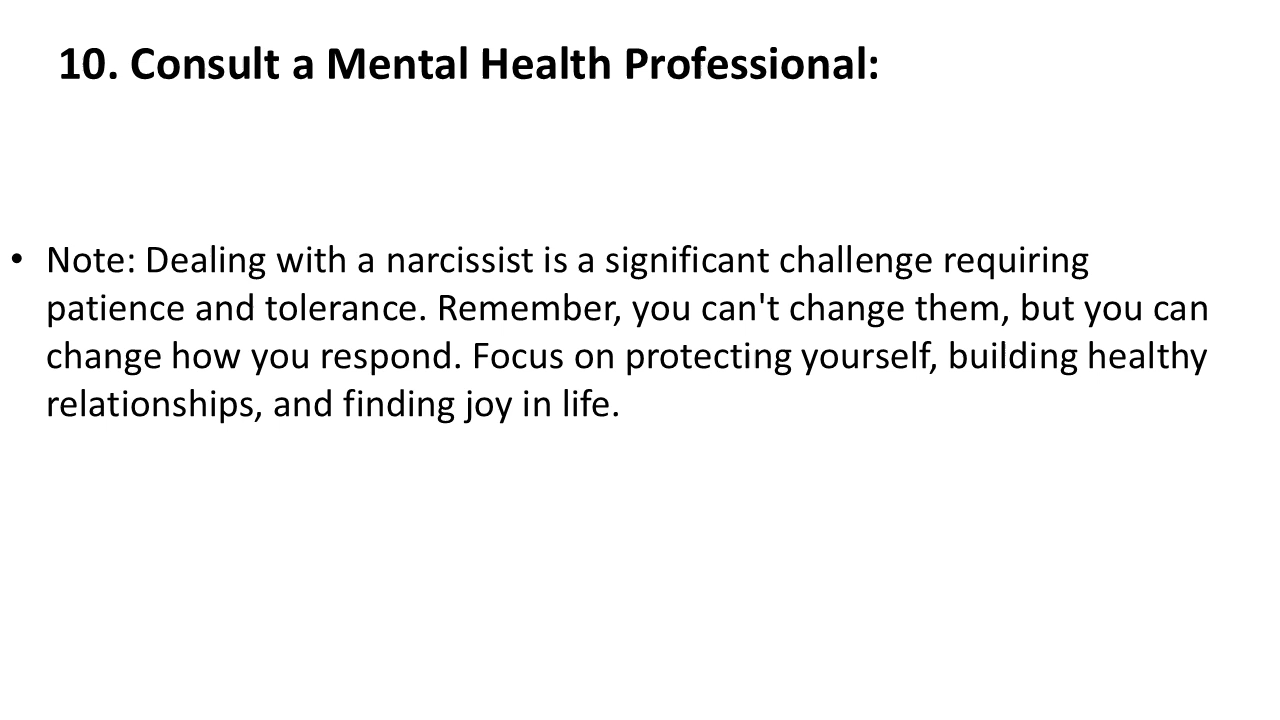 10. Consult a Mental Health Professional:
• Note: Dealing with a narcissist is a significant challenge requiring
patience and tolerance. Remember, you can't change them, but you can
change how you respond. Focus on protecting yourself, building healthy
relationships, and finding joy in life.